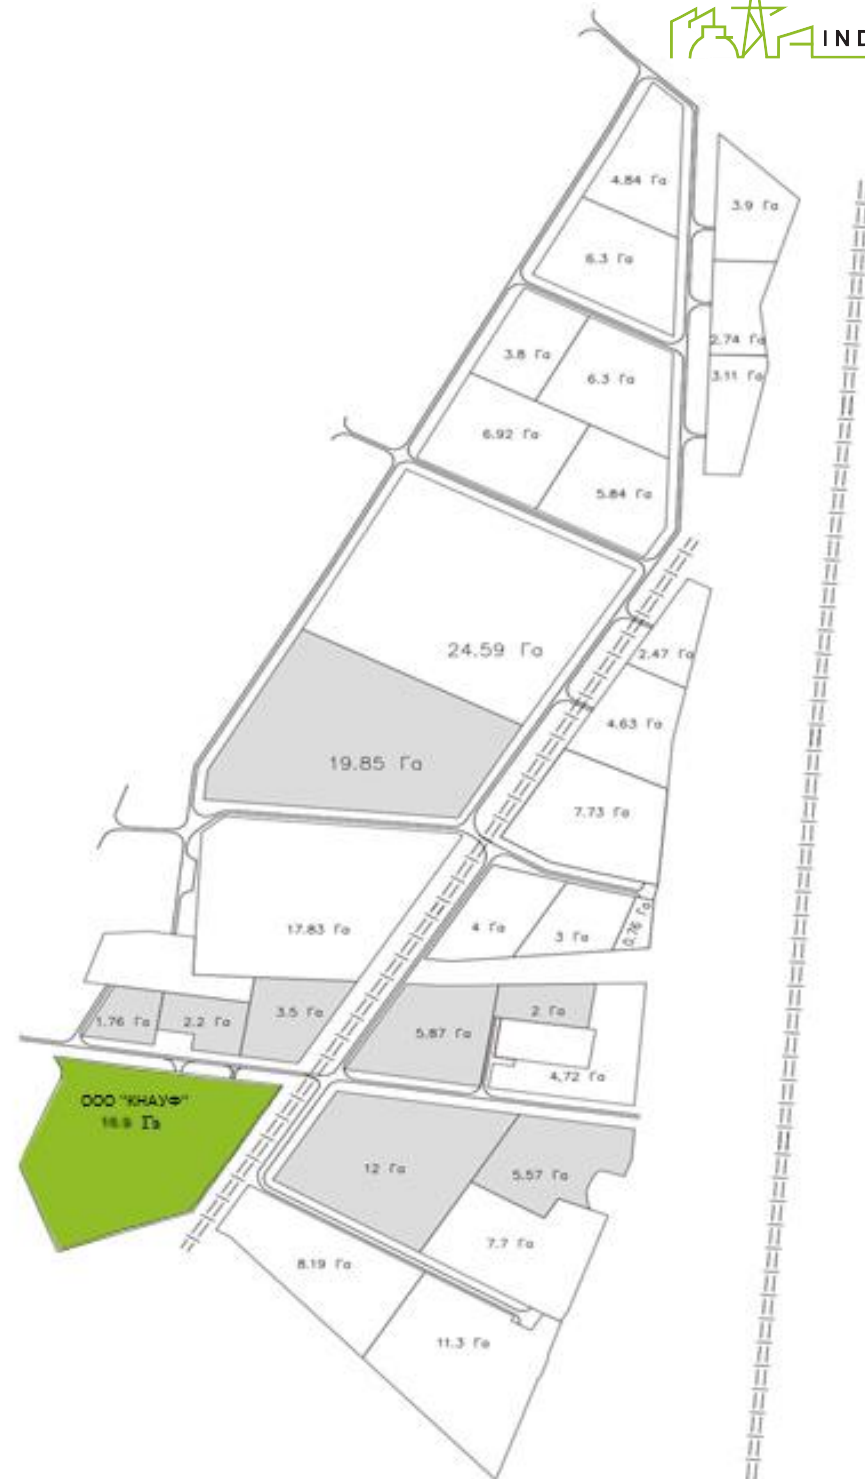 IND
4.84 Га
3.9 Га
6.3 Га
2.74 Га
3.8 Га
6.3 Га
3.11 Га
6.92 Га
5.84 Га
24.59 Га
2.47 Га
4.63 Га
19.85 Га
7.73 Га
17.83 Га
4 Га
3 Га
0.76 Га
1.76 Га
2.2 Га
3.5 Га
5.87 Га
2 Га
4.72 Га
ООО "КНАУФ"
16.9 Га
12 Га
5.57 Га
7.7 Га
8.19 Га
11.3 Га